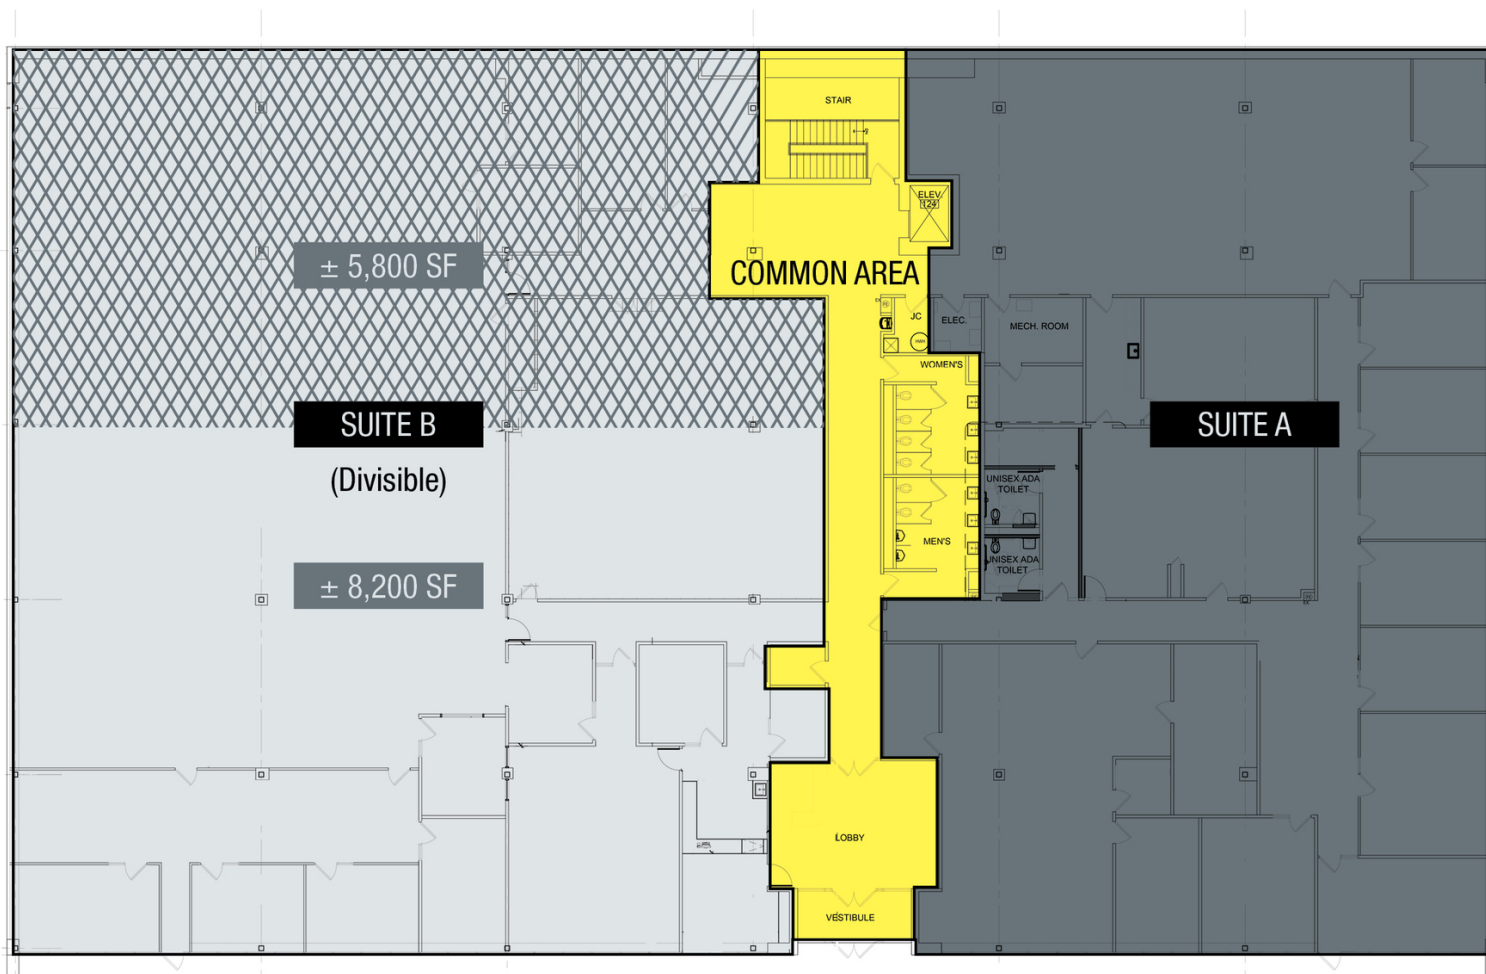 STAIR
ELEV.
124
± 5,800 SF
COMMON AREA
JC
ELEC.
MECH. ROOM
HWH
WOMEN'S
SUITE B
SUITE A
(Divisible)
UNISEX ADA
TOILET
MEN'S
UNISEX ADA
TOILET
± 8,200 SF
LOBBY
VESTIBULE